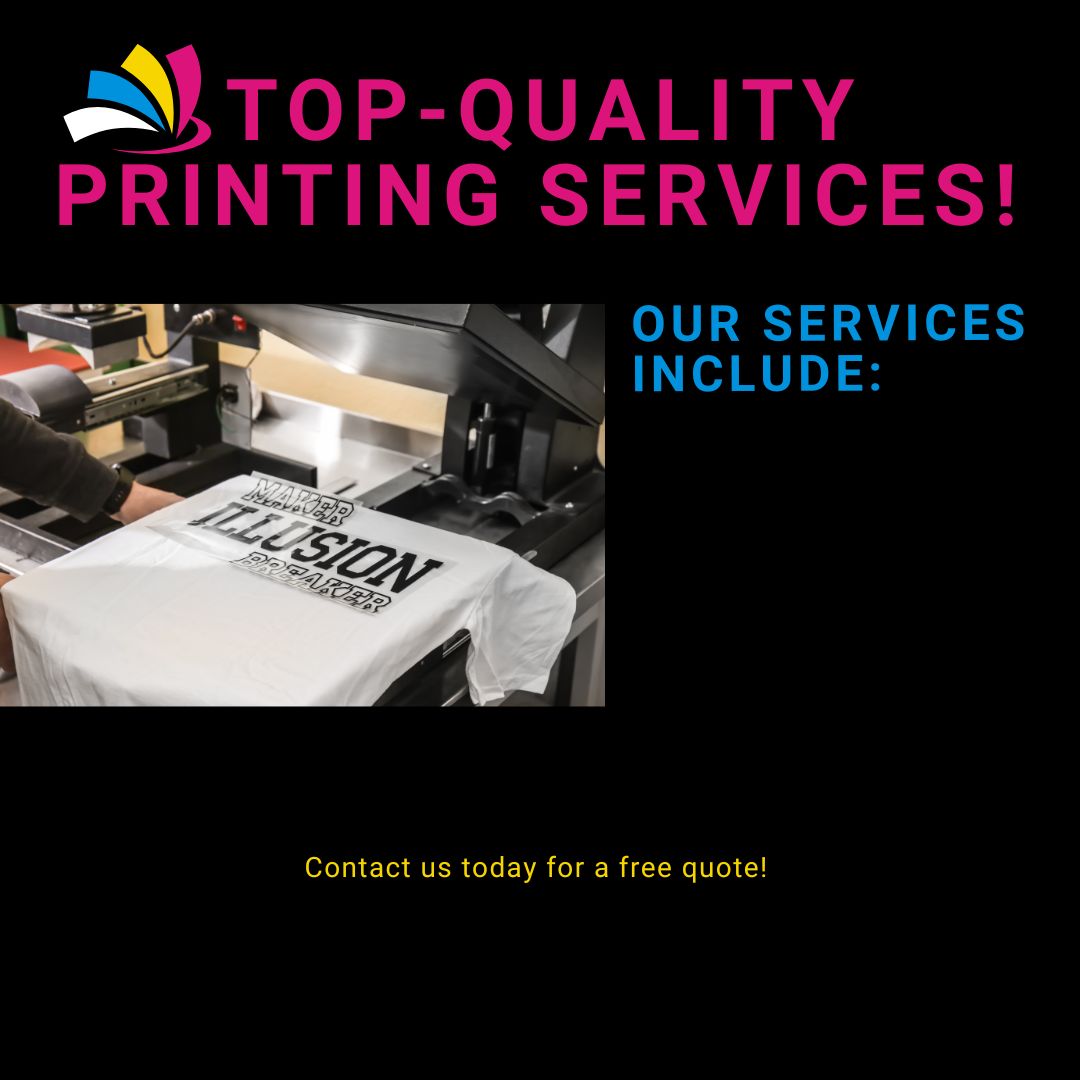 TOP-QUALITY
PRINTING SERVICES!
OUR SERVICES
INCLUDE:
MAKER
ILLUSION
BREAKER
Contact us today for a free quote!